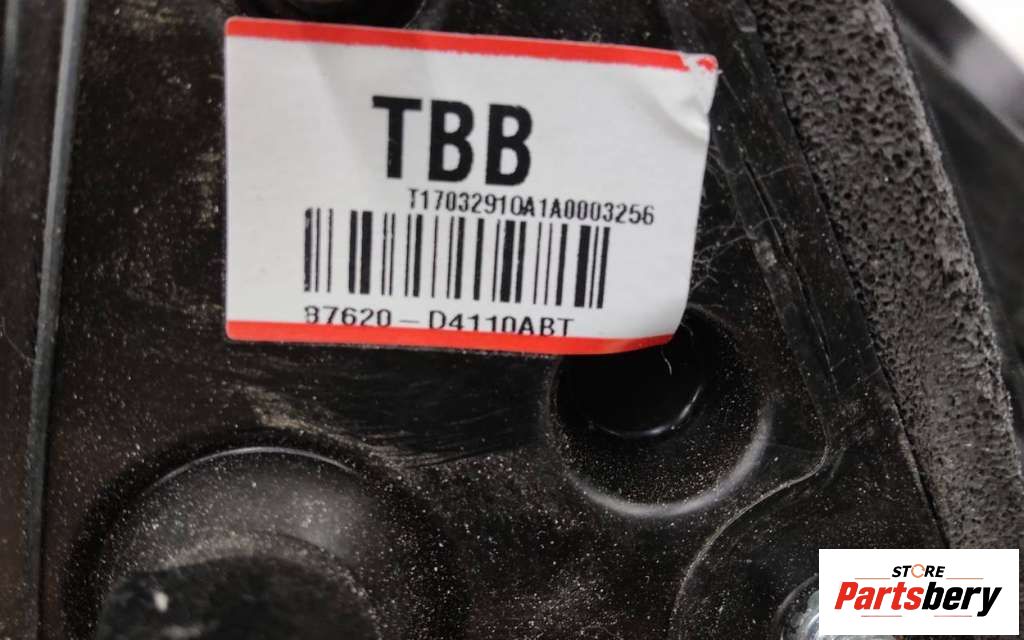 TBB
T17032910A1A0003256
87620-D4110ABT
STORE
Partsbery